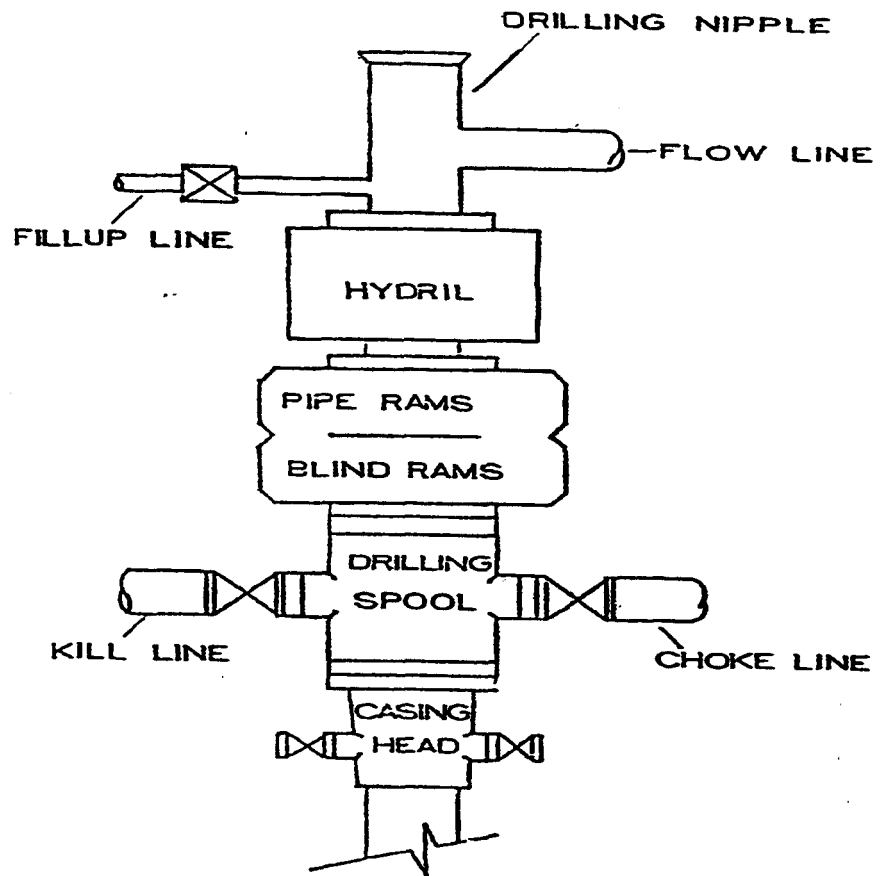 DRILLING NIPPLE
FLOW LINE
FILLUP LINE
HYDRIL
PIPE RAMS
BLIND RAMS
DRILLING
SPOOL
KILL LINE
CHOKE LINE
CASING
HEAD